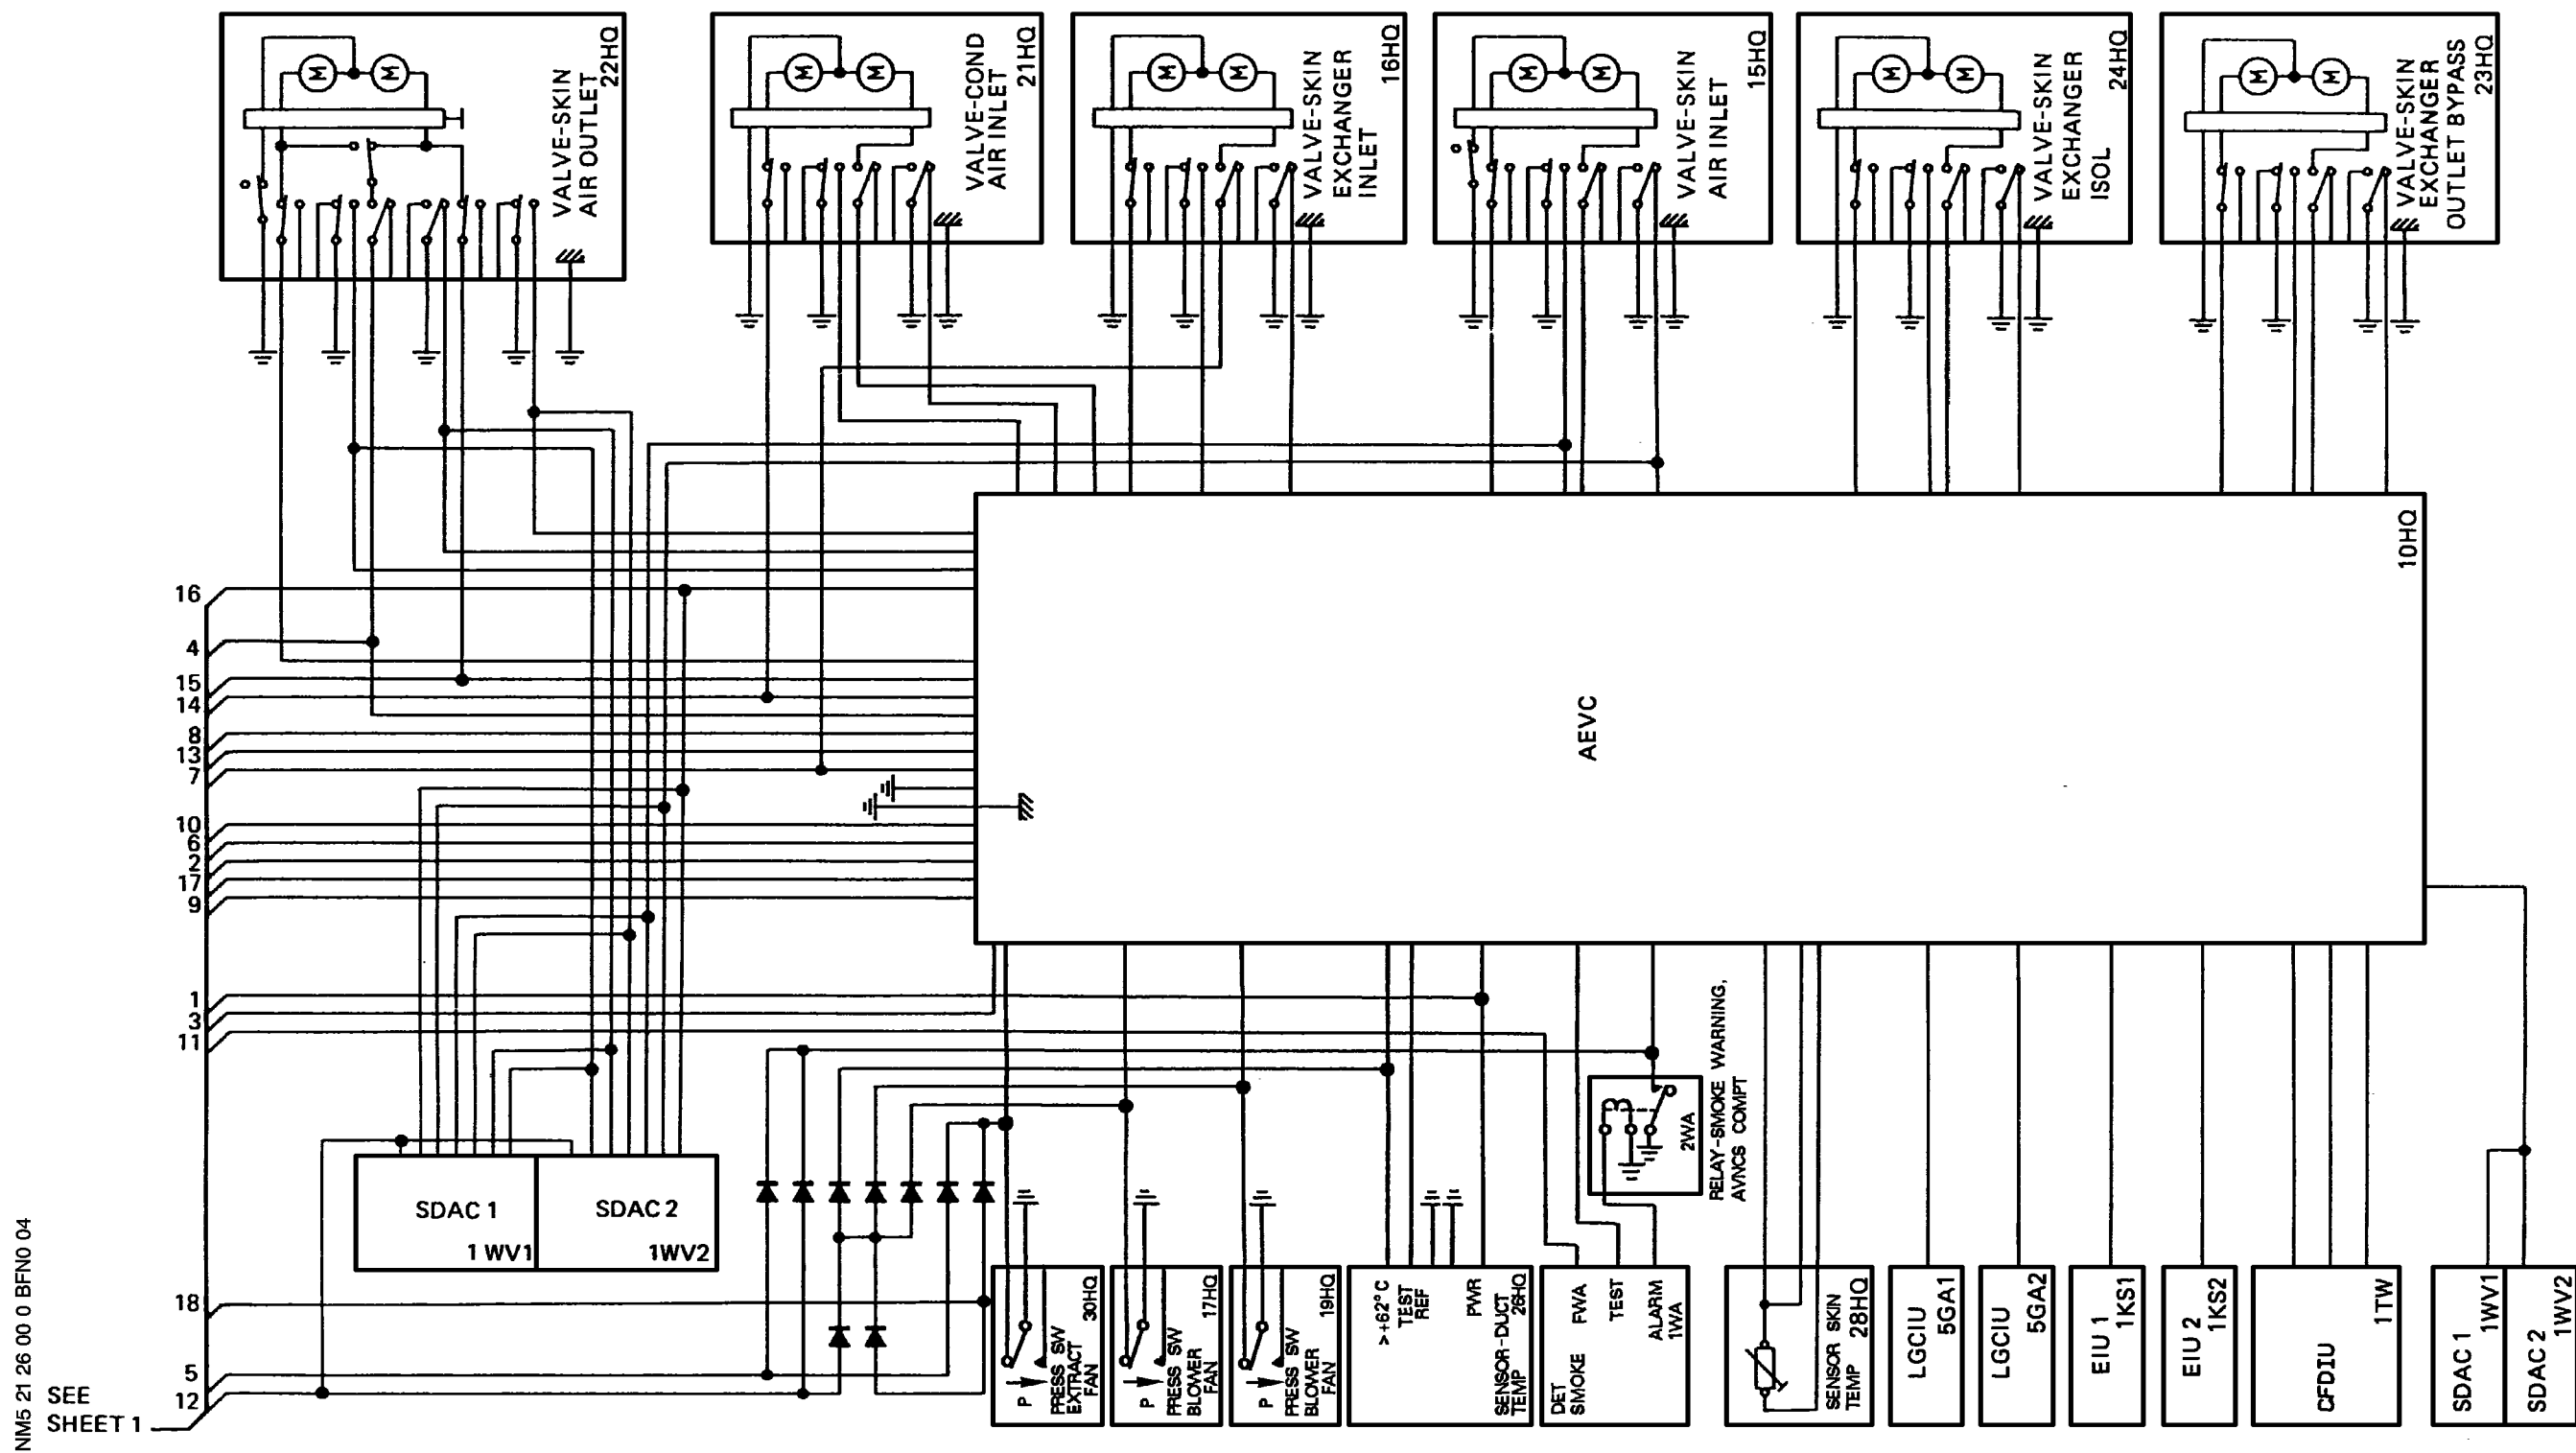 M M
VALVE-SKIN
AIR OUTLET
22HQ
M M
VALVE-COND
AIR INLET
21HQ
M M
VALVE-SKIN
EXCHANGER
INLET
16HQ
M M
VALVE-SKIN
AIR INLET
15HQ
M M
VALVE-SKIN
EXCHANGER
ISOL
24HQ
M M
VALVE-SKIN
EXCHANGER
OUTLET BYPASS
23HQ
AEVC
10HQ
16
4
15
14
8
13
7
10
6
2
17
9
1
3
11
18
5
12
SEE
SHEET 1
NM5 21 26 00 0 BFN0 04
SDAC 1
1 WV1
SDAC 2
1WV2
P
PRESS SW
EXTRACT
FAN
30HQ
P
PRESS SW
BLOWER
FAN
17HQ
P
PRESS SW
BLOWER
FAN
19HQ
>+62°C
TEST
REF
PWR
SENSOR-DUCT
TEMP
26HQ
DET
SMOKE
FWA
TEST
ALARM
1WA
2WA
RELAY-SMOKE WARNING,
AVNCS COMPT
SENSOR SKIN
TEMP
28HQ
LGCIU
5GA1
LGCIU
5GA2
EIU 1
1KS1
EIU 2
1KS2
CFDIU
1TW
SDAC 1
1WV1
SDAC 2
1WV2